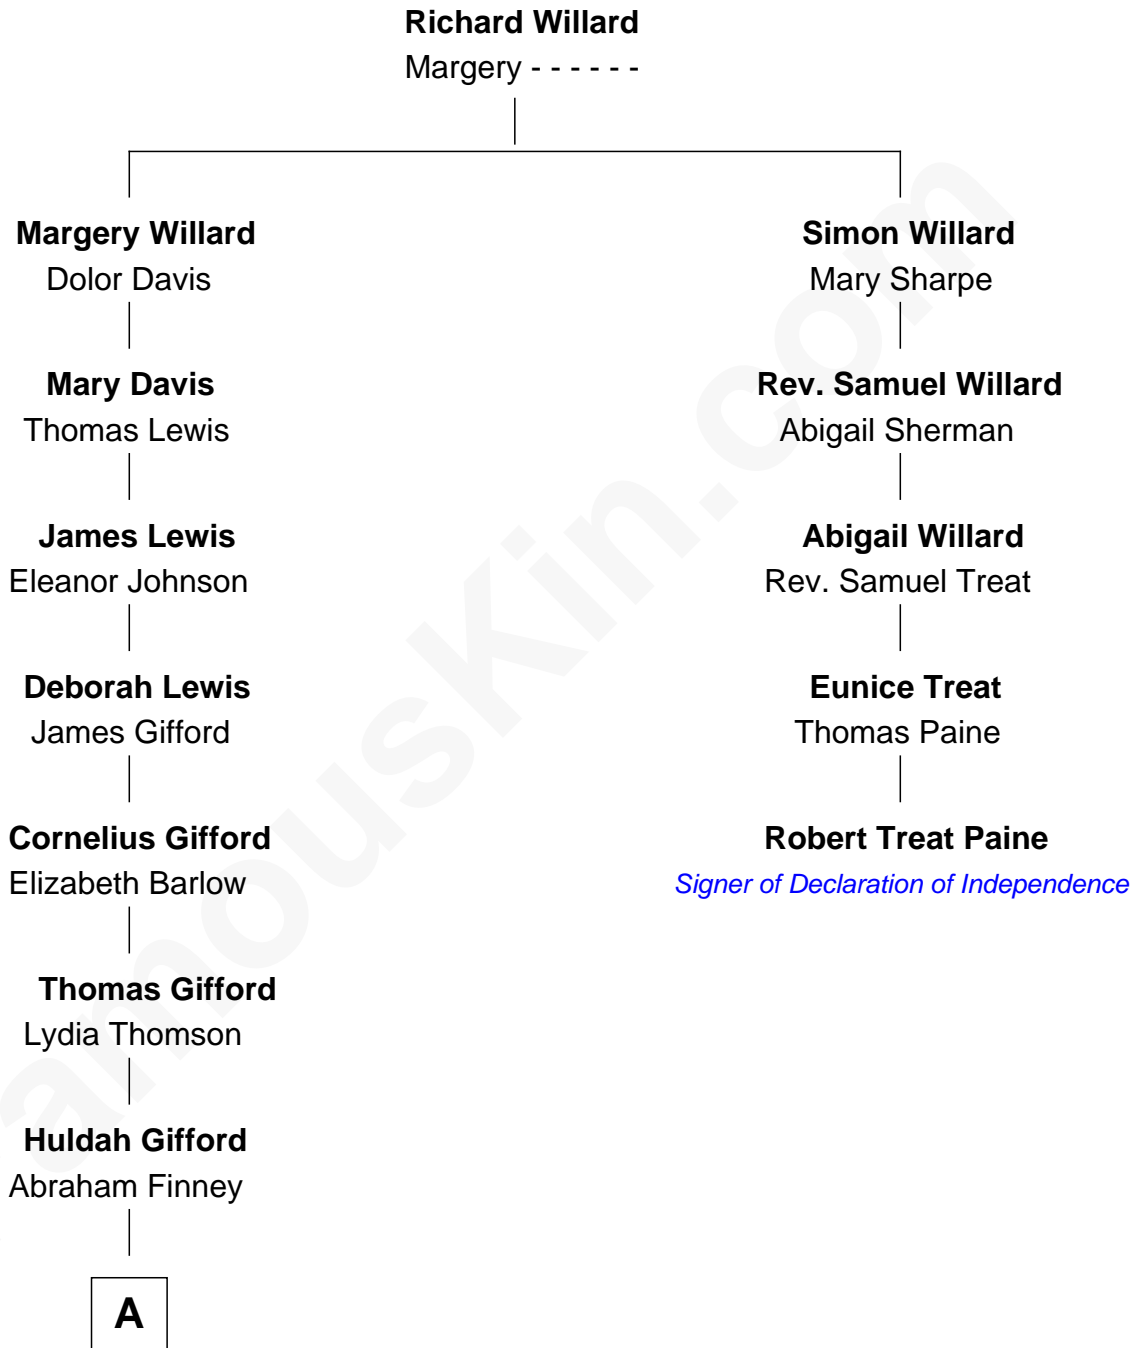 Richard Willard
Margery - - - - - -
Margery Willard
Dolor Davis
Simon Willard
Mary Sharpe
Mary Davis
Thomas Lewis
Rev. Samuel Willard
Abigail Sherman
James Lewis
Eleanor Johnson
Abigail Willard
Rev. Samuel Treat
Deborah Lewis
James Gifford
Eunice Treat
Thomas Paine
Cornelius Gifford
Elizabeth Barlow
Robert Treat Paine
Signer of Declaration of Independence
Thomas Gifford
Lydia Thomson
Huldah Gifford
Abraham Finney
A
amousKin.com